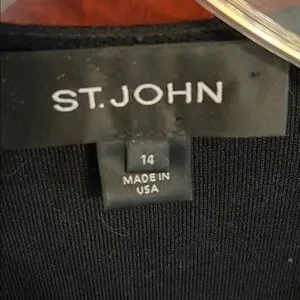 ST. JOHN
14
MADE IN
USA